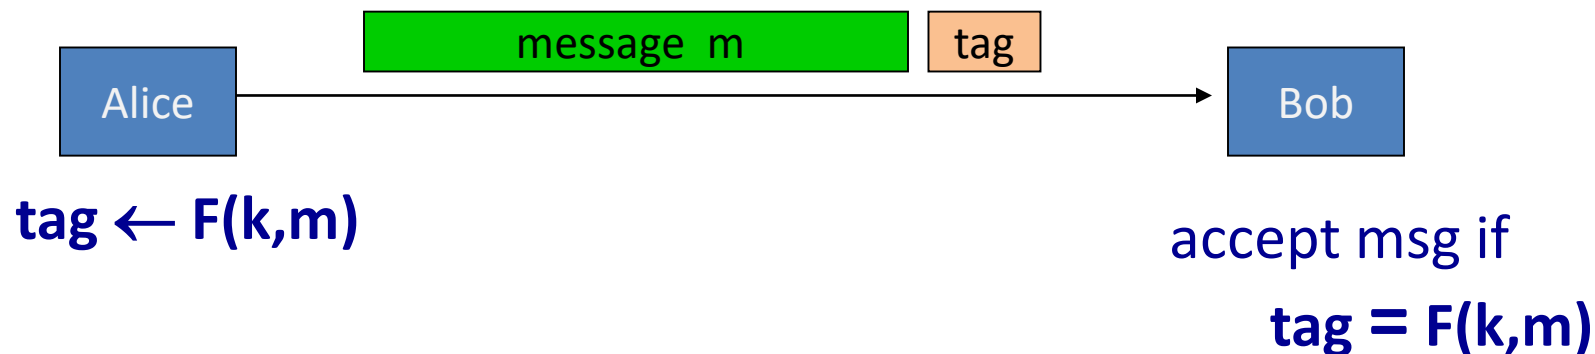 message m
tag
Alice
Bob
tag ← F(k,m)
accept msg if
tag = F(k,m)